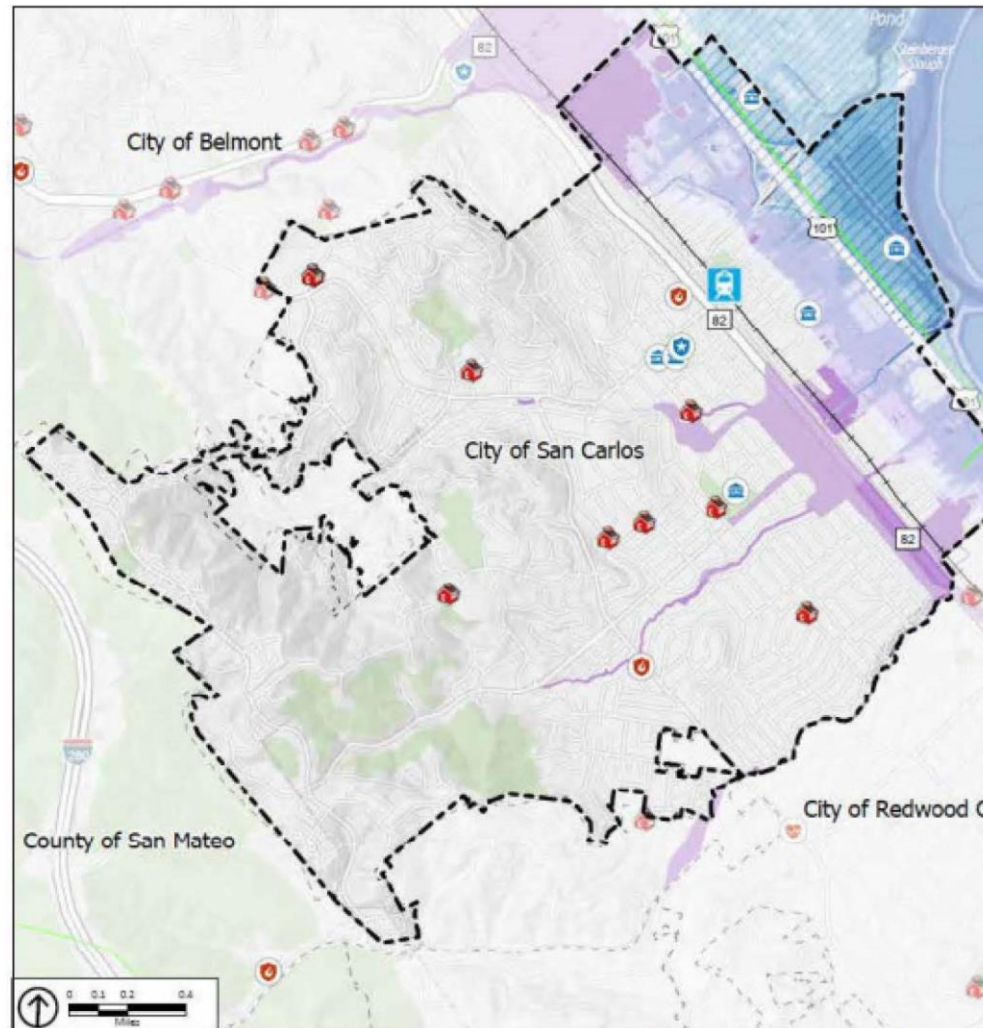 Pond
Steinberger
Slough
101
82
City of Belmont
101
82
City of San Carlos
101
82
280
City of Redwood C
County of San Mateo
0 0.1 0.2 0.4
Miles